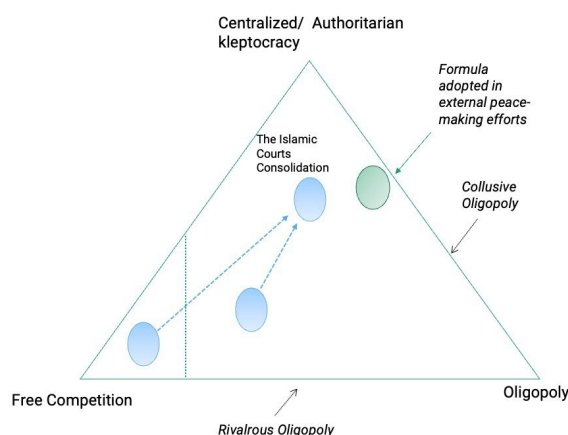 Centralized/ Authoritarian
kleptocracy
Formula
adopted in
external peace-
making efforts
The Islamic
Courts
Consolidation
Collusive
Oligopoly
Free Competition
Oligopoly
Rivalrous Oligopoly